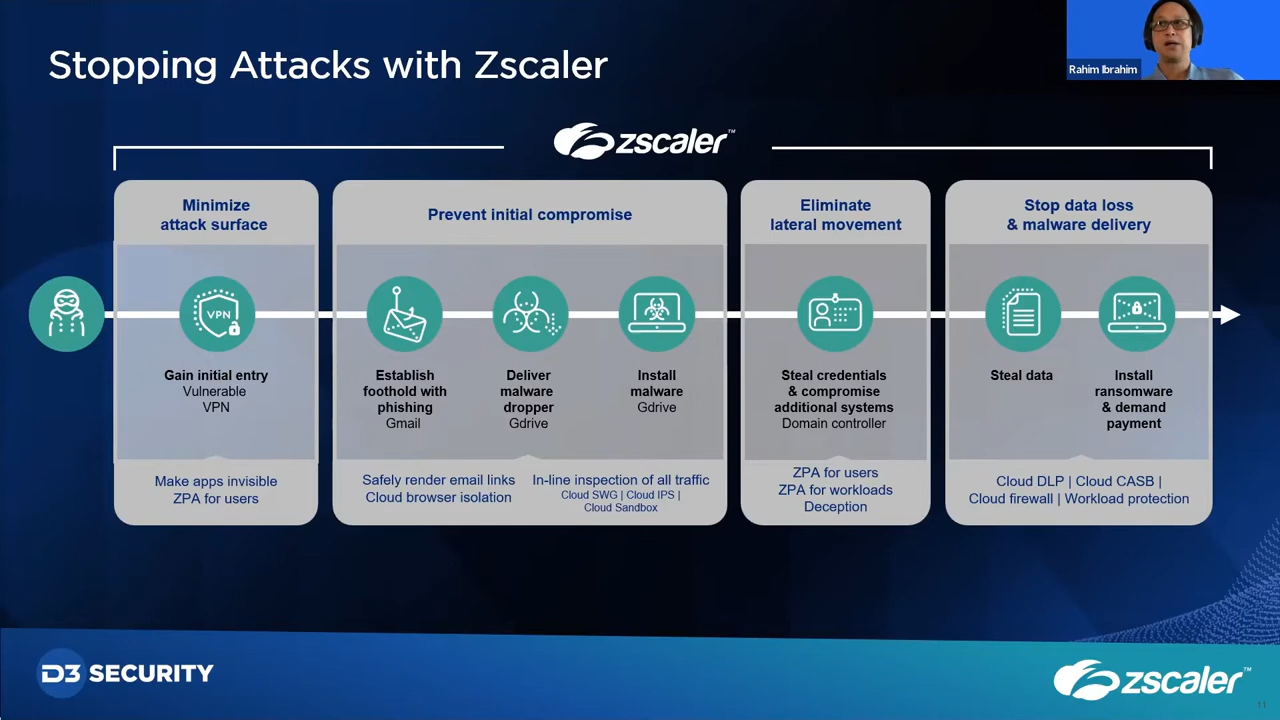 Stopping Attacks with Zscaler
Rahim Ibrahim
zscaler™
Minimize
attack surface
VPN
Gain initial entry
Vulnerable
VPN
Make apps invisible
ZPA for users
Prevent initial compromise
Establish
foothold with
phishing
Gmail
Deliver
malware
dropper
Gdrive
Install
malware
Gdrive
Safely render email links
Cloud browser isolation
In-line inspection of all traffic
Cloud SWG | Cloud IPS |
Cloud Sandbox
Eliminate
lateral movement
Steal credentials
& compromise
additional systems
Domain controller
ZPA for users
ZPA for workloads
Deception
Stop data loss
& malware delivery
Steal data
Install
ransomware
& demand
payment
Cloud DLP | Cloud CASB |
Cloud firewall | Workload protection
D3 SECURITY
zscaler™
11